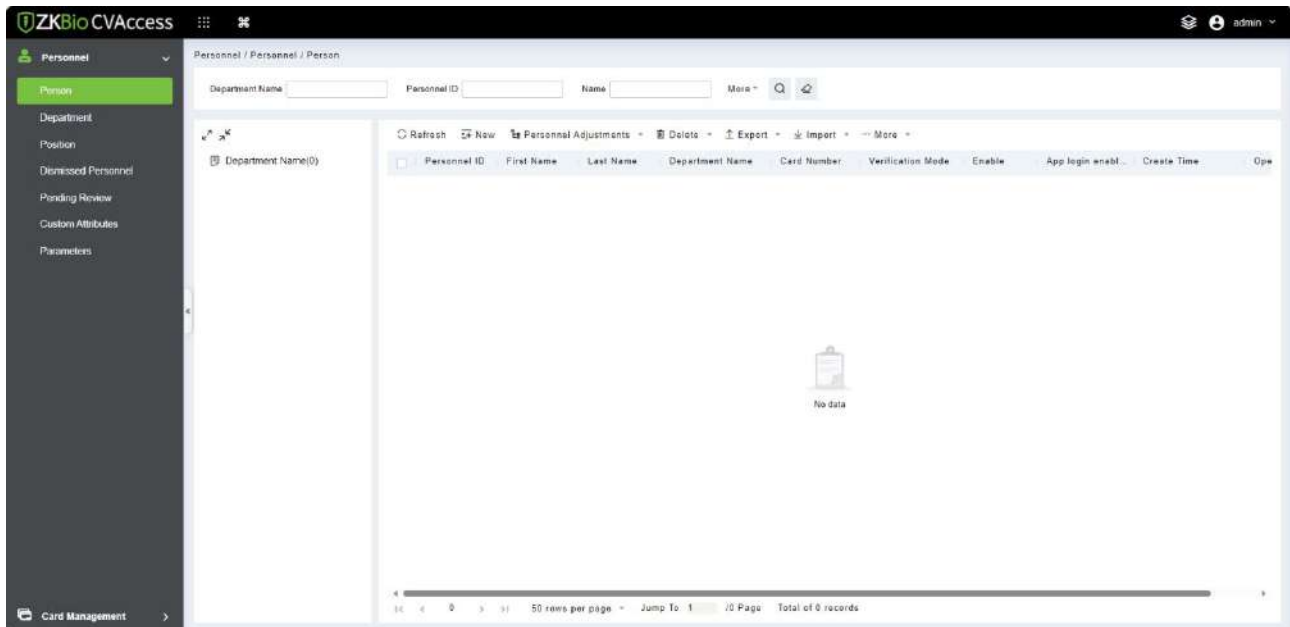 ZKBio CVAccess
admin
Personnel
Personnel / Personnel / Person
Person
Department Name
Personnel ID
Name
More
Department
Position
Dismissed Personnel
Pending Review
Custom Attributes
Parameters
Department Name(0)
Refresh New Personnel Adjustments Delete Export Import More
Personnel ID First Name Last Name Department Name Card Number Verification Mode Enable App login enabl... Create Time Ope
No data
0 50 rows per page Jump To 1 /0 Page Total of 0 records
Card Management